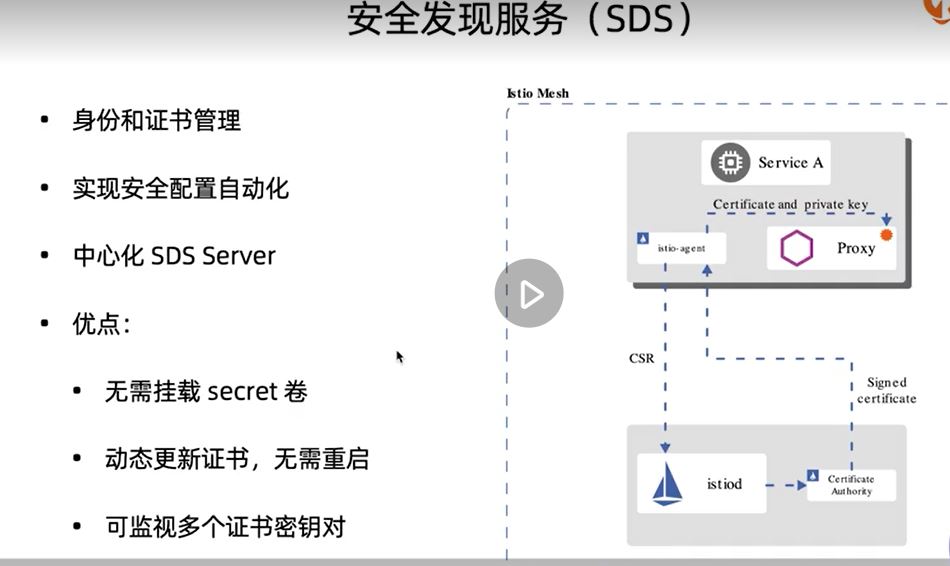 安全发现服务（SDS）
• 身份和证书管理
• 实现安全配置自动化
• 中心化 SDS Server
• 优点：
• 无需挂载 secret 卷
• 动态更新证书，无需重启
• 可监视多个证书密钥对
Istio Mesh
Service A
Certificate and private key
istio-agent
Proxy
CSR
Signed
certificate
istiod
Certificate
Authority